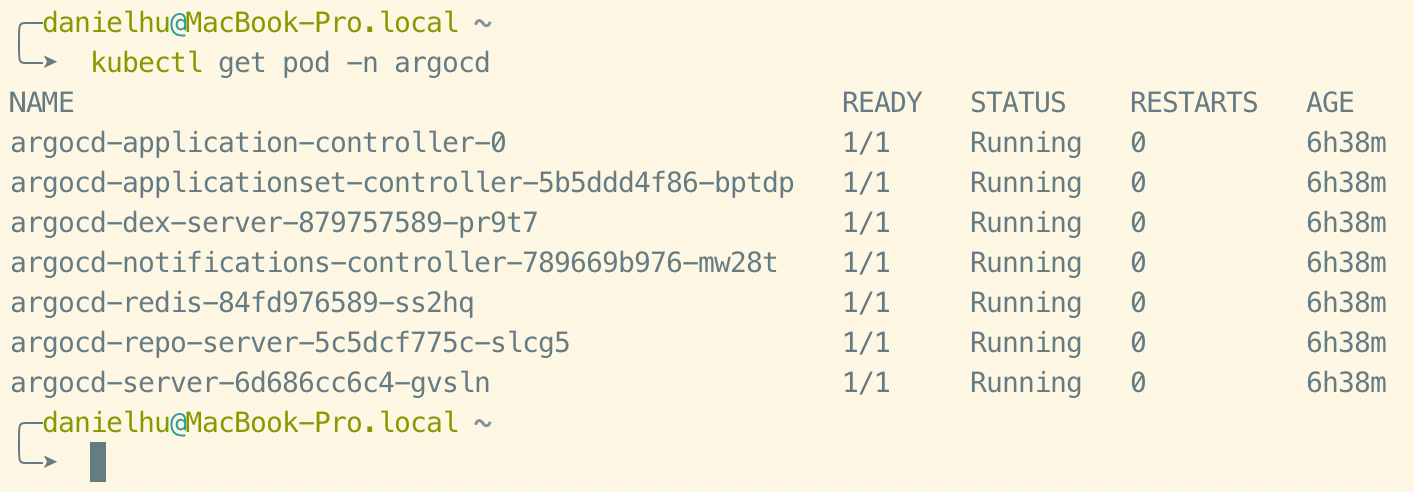 danielhu@MacBook-Pro.local ~
kubectl get pod -n argocd
NAME READY STATUS RESTARTS AGE
argocd-application-controller-0 1/1 Running 0 6h38m
argocd-applicationset-controller-5b5ddd4f86-bptdp 1/1 Running 0 6h38m
argocd-dex-server-879757589-pr9t7 1/1 Running 0 6h38m
argocd-notifications-controller-789669b976-mw28t 1/1 Running 0 6h38m
argocd-redis-84fd976589-ss2hq 1/1 Running 0 6h38m
argocd-repo-server-5c5dcf775c-slcg5 1/1 Running 0 6h38m
argocd-server-6d686cc6c4-gvsln 1/1 Running 0 6h38m
danielhu@MacBook-Pro.local ~